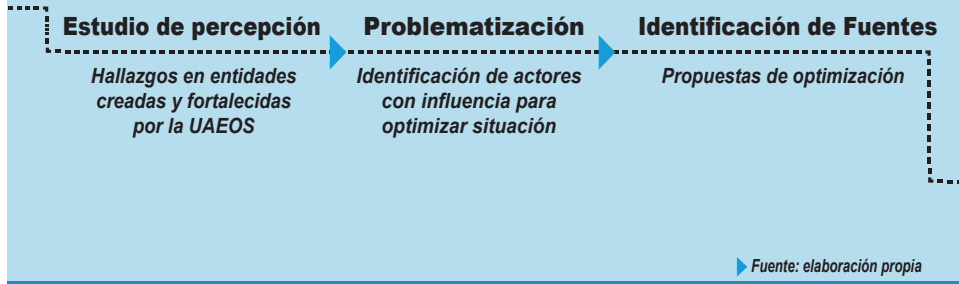 Estudio de percepción
Hallazgos en entidades
creadas y fortalecidas
por la UAEOS
Problematización
Identificación de actores
con influencia para
optimizar situación
Identificación de Fuentes
Propuestas de optimización
Fuente: elaboración propia